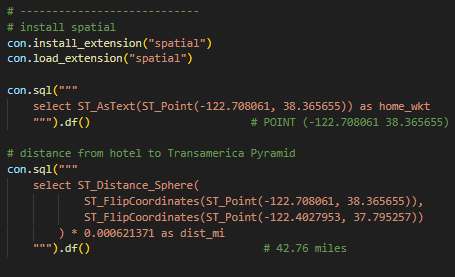 # ---------------------------
# install spatial
con.install_extension("spatial")
con.load_extension("spatial")

con.sql("""
    select ST_AsText(ST_Point(-122.708061, 38.365655)) as home_wkt
    """).df()                         # POINT (-122.708061 38.365655)

# distance from hotel to Transamerica Pyramid
con.sql("""
    select ST_Distance_Sphere(
            ST_FlipCoordinates(ST_Point(-122.708061, 38.365655)),
            ST_FlipCoordinates(ST_Point(-122.4027953, 37.795257))
        ) * 0.000621371 as dist_mi
    """).df()                           # 42.76 miles